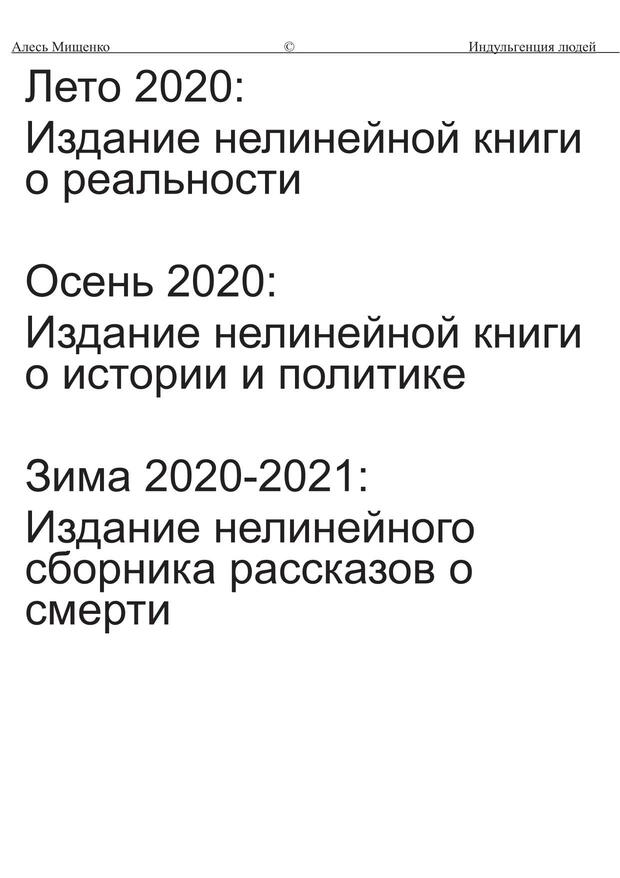 Алесь Мищенко © Индульгенция людей
Лето 2020:
Издание нелинейной книги
о реальности
Осень 2020:
Издание нелинейной книги
о истории и политике
Зима 2020-2021:
Издание нелинейного
сборника рассказов о
смерти